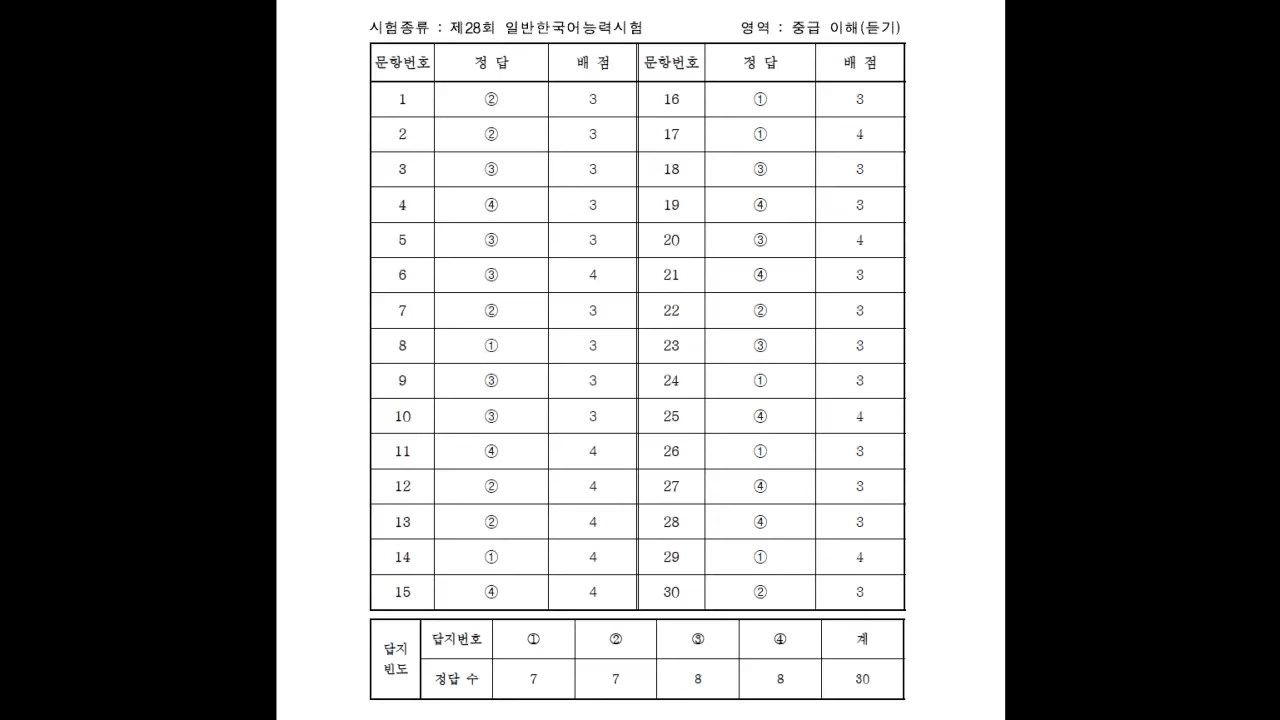 시험종류 : 제28회 일반한국어능력시험 영역 : 중급 이해(듣기)
문항번호 정 답 배 점 문항번호 정 답 배 점
1 ② 3 16 ① 3
2 ② 3 17 ① 4
3 ③ 3 18 ③ 3
4 ④ 3 19 ④ 3
5 ③ 3 20 ③ 4
6 ③ 4 21 ④ 3
7 ② 3 22 ② 3
8 ① 3 23 ③ 3
9 ③ 3 24 ① 3
10 ③ 3 25 ④ 4
11 ④ 4 26 ① 3
12 ② 4 27 ④ 3
13 ② 4 28 ④ 3
14 ① 4 29 ① 4
15 ④ 4 30 ② 3
답지 빈도 답지번호 ① ② ③ ④ 계
정답 수 7 7 8 8 30